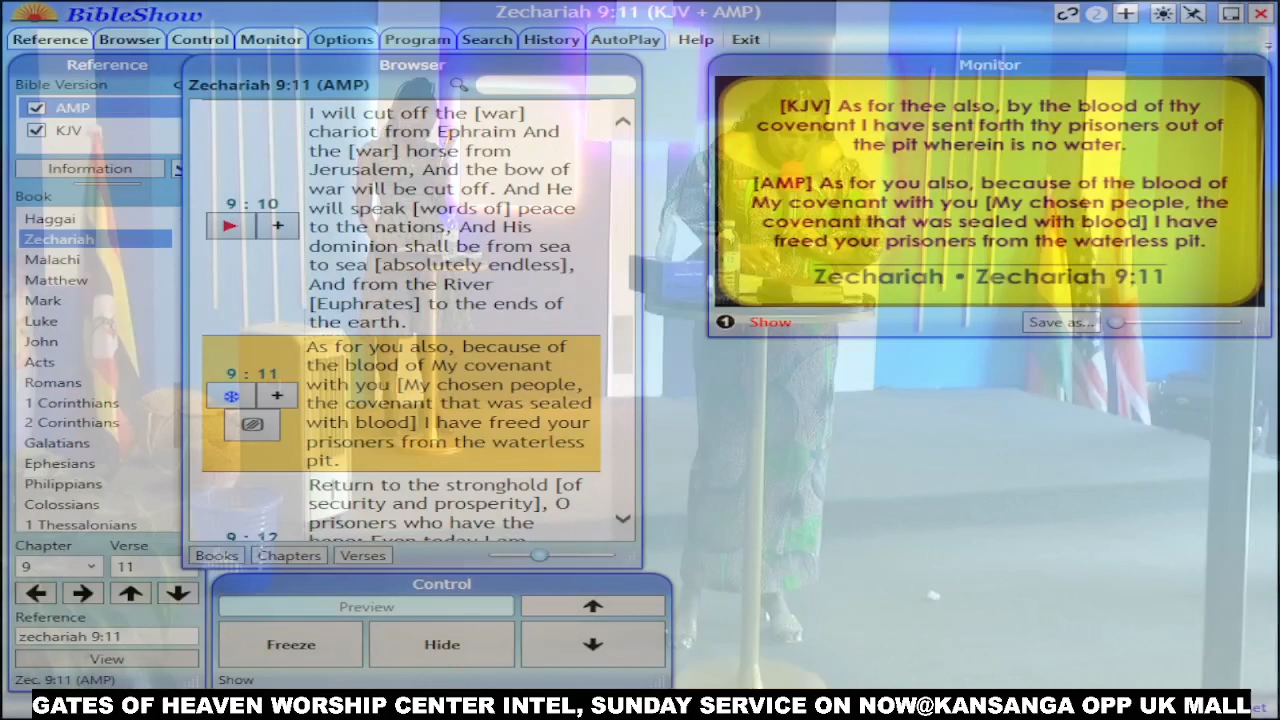 BibleShow
Zechariah 9:11 (KJV + AMP)
Reference Browser Control Monitor Options Program Search History AutoPlay Help Exit
Reference
Bible Version
AMP
KJV
Information
Book
Haggai
Zechariah
Malachi
Matthew
Mark
Luke
John
Acts
Romans
1 Corinthians
2 Corinthians
Galatians
Ephesians
Philippians
Colossians
1 Thessalonians
Chapter Verse
9 11
Reference
zechariah 9:11
View
Zec. 9:11 (AMP)
Browser
Zechariah 9:11 (AMP)
9 : 10
I will cut off the [war]
chariot from Ephraim And
the [war] horse from
Jerusalem, And the bow of
war will be cut off. And He
will speak [words of] peace
to the nations, And His
dominion shall be from sea
to sea [absolutely endless],
And from the River
[Euphrates] to the ends of
the earth.
9 : 11
As for you also, because of
the blood of My covenant
with you [My chosen people,
the covenant that was sealed
with blood] I have freed your
prisoners from the waterless
pit.
9 : 12
Return to the stronghold [of
security and prosperity], O
prisoners who have the
hope; Even today I am
Books Chapters Verses
Control
Preview
Freeze Hide
Show
Monitor
[KJV] As for thee also, by the blood of thy
covenant I have sent forth thy prisoners out of
the pit wherein is no water.
[AMP] As for you also, because of the blood of
My covenant with you [My chosen people, the
covenant that was sealed with blood] I have
freed your prisoners from the waterless pit.
Zechariah • Zechariah 9:11
1 Show
Save as...
GATES OF HEAVEN WORSHIP CENTER INTEL, SUNDAY SERVICE ON NOW@KANSANGA OPP UK MALL